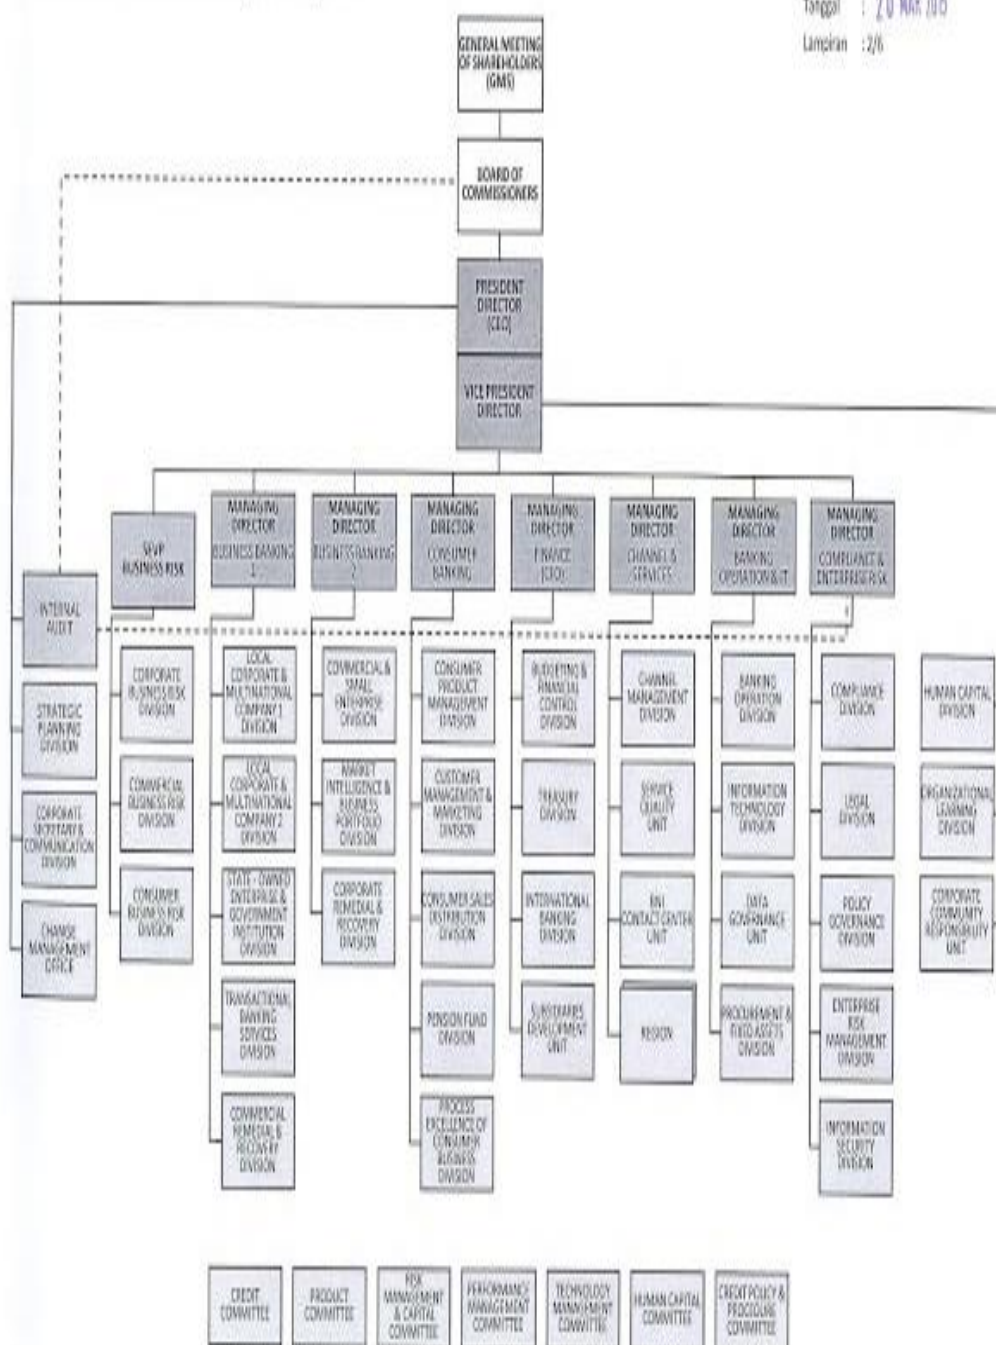 Tanggal : 20 MAR 2015
Lampiran : 2/6
GENERAL MEETING
OF SHAREHOLDERS
(GMS)
BOARD OF
COMMISSIONERS
PRESIDENT
DIRECTOR
(CEO)
VICE PRESIDENT
DIRECTOR
SEVP
BUSINESS RISK
MANAGING
DIRECTOR
BUSINESS BANKING
1
MANAGING
DIRECTOR
BUSINESS BANKING
2
MANAGING
DIRECTOR
CONSUMER
BANKING
MANAGING
DIRECTOR
FINANCE
(CFO)
MANAGING
DIRECTOR
CHANNEL &
SERVICES
MANAGING
DIRECTOR
BANKING
OPERATION & IT
MANAGING
DIRECTOR
COMPLIANCE &
ENTERPRISE RISK
INTERNAL
AUDIT
STRATEGIC
PLANNING
DIVISION
CORPORATE
SECRETARY &
COMMUNICATION
DIVISION
CHANGE
MANAGEMENT
OFFICE
CORPORATE
BUSINESS RISK
DIVISION
COMMERCIAL
BUSINESS RISK
DIVISION
CONSUMER
BUSINESS RISK
DIVISION
LOCAL
CORPORATE &
MULTINATIONAL
COMPANY 1
DIVISION
LOCAL
CORPORATE &
MULTINATIONAL
COMPANY 2
DIVISION
STATE - OWNED
ENTERPRISE &
GOVERNMENT
INSTITUTION
DIVISION
TRANSACTIONAL
BANKING
SERVICES
DIVISION
COMMERCIAL
REMEDIAL &
RECOVERY
DIVISION
COMMERCIAL &
SMALL
ENTERPRISE
DIVISION
MARKET
INTELLIGENCE &
BUSINESS
PORTFOLIO
DIVISION
CORPORATE
REMEDIAL &
RECOVERY
DIVISION
CONSUMER
PRODUCT
MANAGEMENT
DIVISION
CUSTOMER
MANAGEMENT &
MARKETING
DIVISION
CONSUMER SALES
DISTRIBUTION
DIVISION
PENSION FUND
DIVISION
PROCESS
EXCELLENCE OF
CONSUMER
BUSINESS
DIVISION
BUDGETING &
FINANCIAL
CONTROL
DIVISION
TREASURY
DIVISION
INTERNATIONAL
BANKING
DIVISION
SUBSIDIARIES
DEVELOPMENT
UNIT
CHANNEL
MANAGEMENT
DIVISION
SERVICE
QUALITY
UNIT
BNI
CONTACT CENTER
UNIT
REGION
BANKING
OPERATION
DIVISION
INFORMATION
TECHNOLOGY
DIVISION
DATA
GOVERNANCE
UNIT
PROCUREMENT &
FIXED ASSETS
DIVISION
COMPLIANCE
DIVISION
LEGAL
DIVISION
POLICY
GOVERNANCE
DIVISION
ENTERPRISE
RISK
MANAGEMENT
DIVISION
INFORMATION
SECURITY
DIVISION
HUMAN CAPITAL
DIVISION
ORGANIZATIONAL
LEARNING
DIVISION
CORPORATE
COMMUNITY
RESPONSIBILITY
UNIT
CREDIT
COMMITTEE
PRODUCT
COMMITTEE
RISK
MANAGEMENT
& CAPITAL
COMMITTEE
PERFORMANCE
MANAGEMENT
COMMITTEE
TECHNOLOGY
MANAGEMENT
COMMITTEE
HUMAN CAPITAL
COMMITTEE
CREDIT POLICY &
PROCEDURE
COMMITTEE